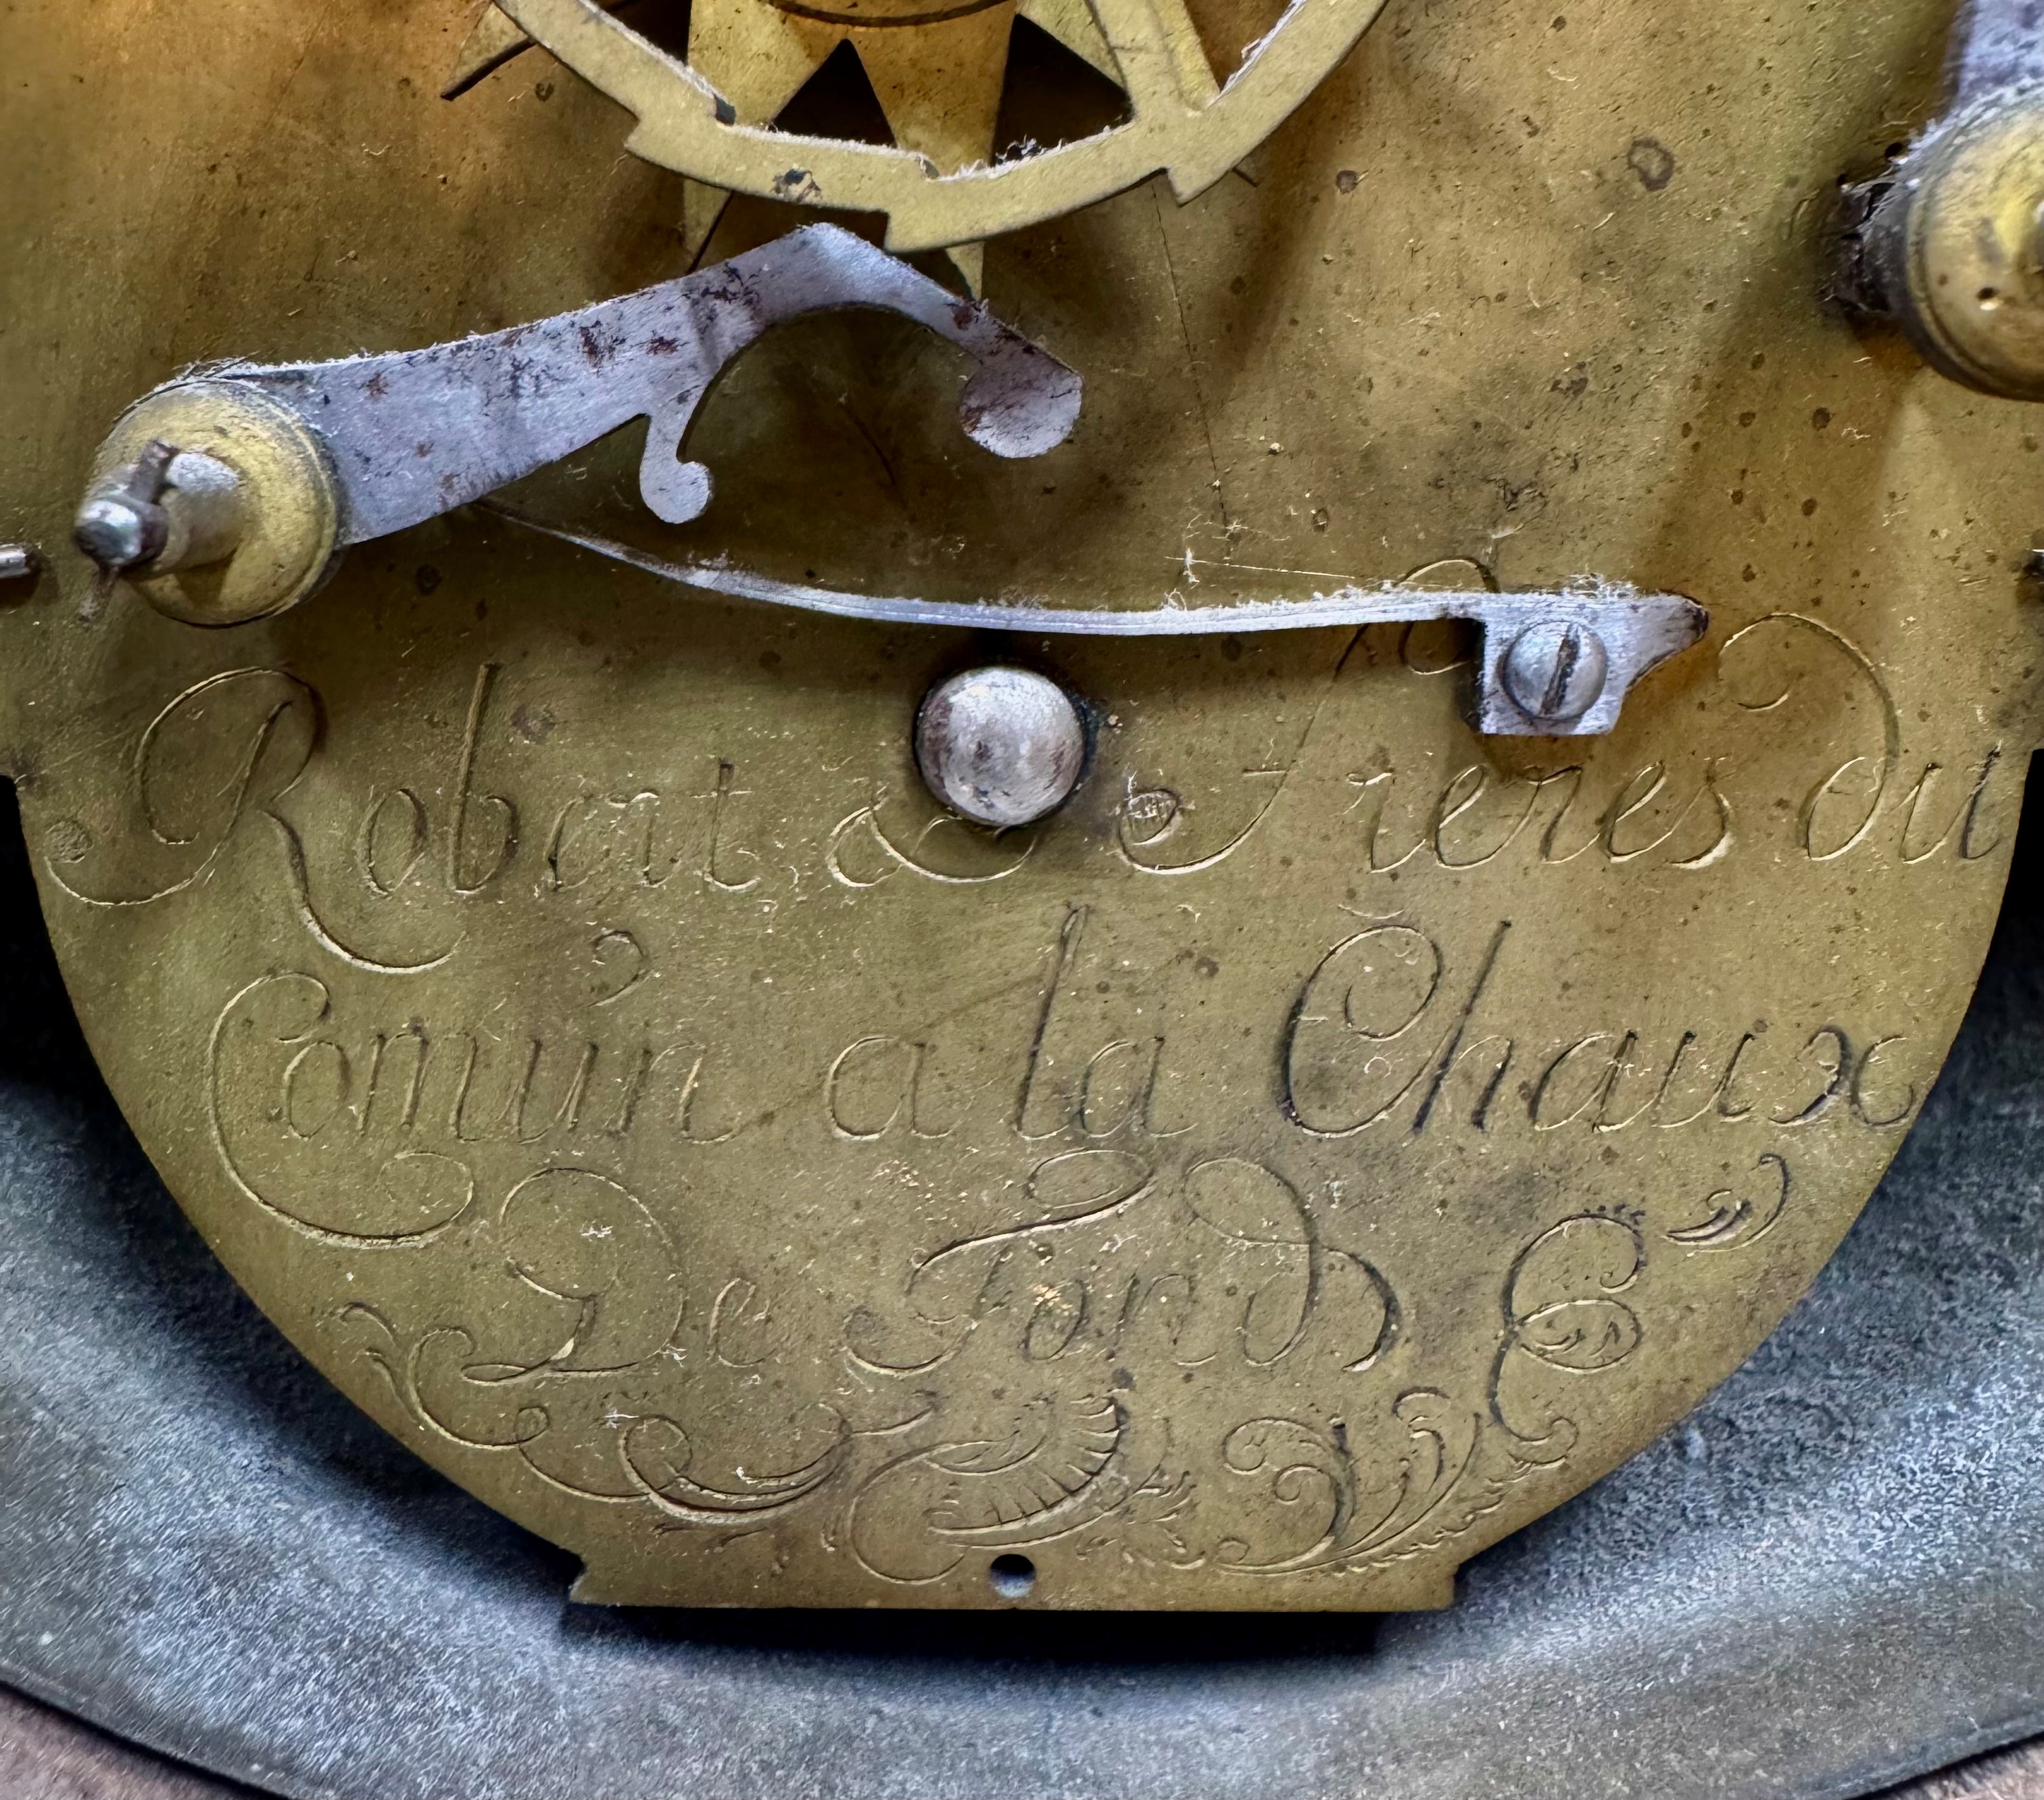 Robert & Freres du
Comun a la Chaux
De Fonds